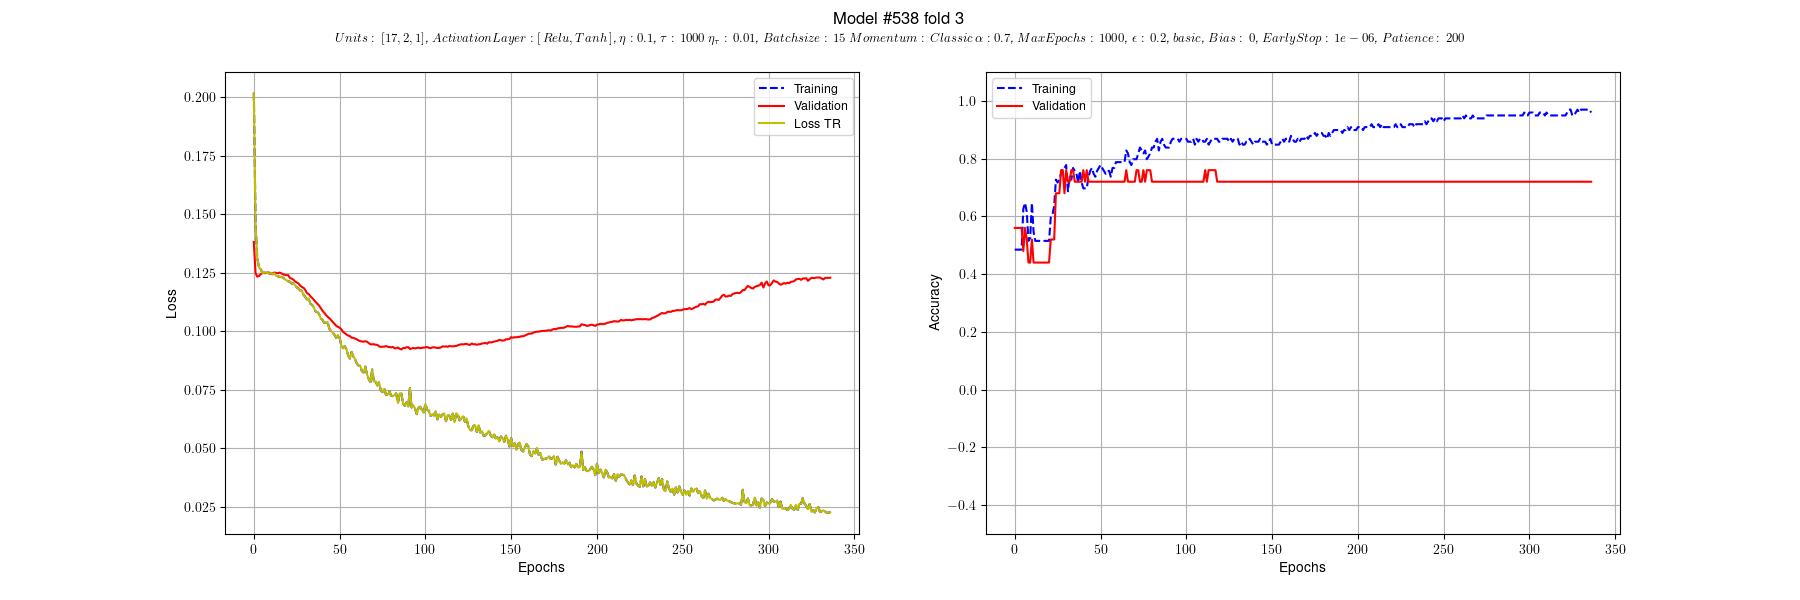 Model #538 fold 3
Units : [17, 2, 1], ActivationLayer : [Relu, Tanh], η : 0.1, τ : 1000 η_τ : 0.01, Batchsize : 15 Momentum : Classic α : 0.7, MaxEpochs : 1000, ϵ : 0.2, basic, Bias : 0, EarlyStop : 1e − 06, Patience : 200
Training
Validation
Loss TR
0.200
0.175
0.150
0.125
0.100
0.075
0.050
0.025
Loss
0
50
100
150
200
250
300
350
Epochs
Training
Validation
1.0
0.8
0.6
0.4
0.2
0.0
−0.2
−0.4
Accuracy
0
50
100
150
200
250
300
350
Epochs